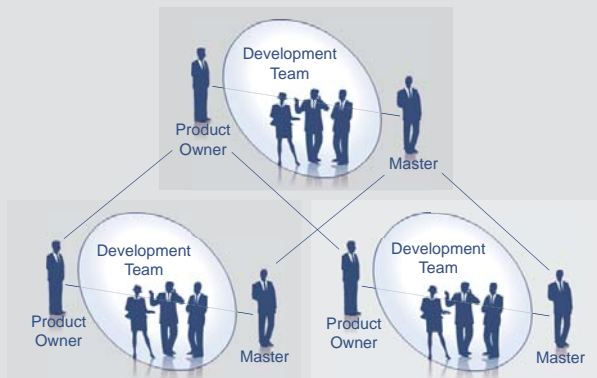 Development
Team
Product
Owner
Master
Development
Team
Product
Owner
Master
Development
Team
Product
Owner
Master